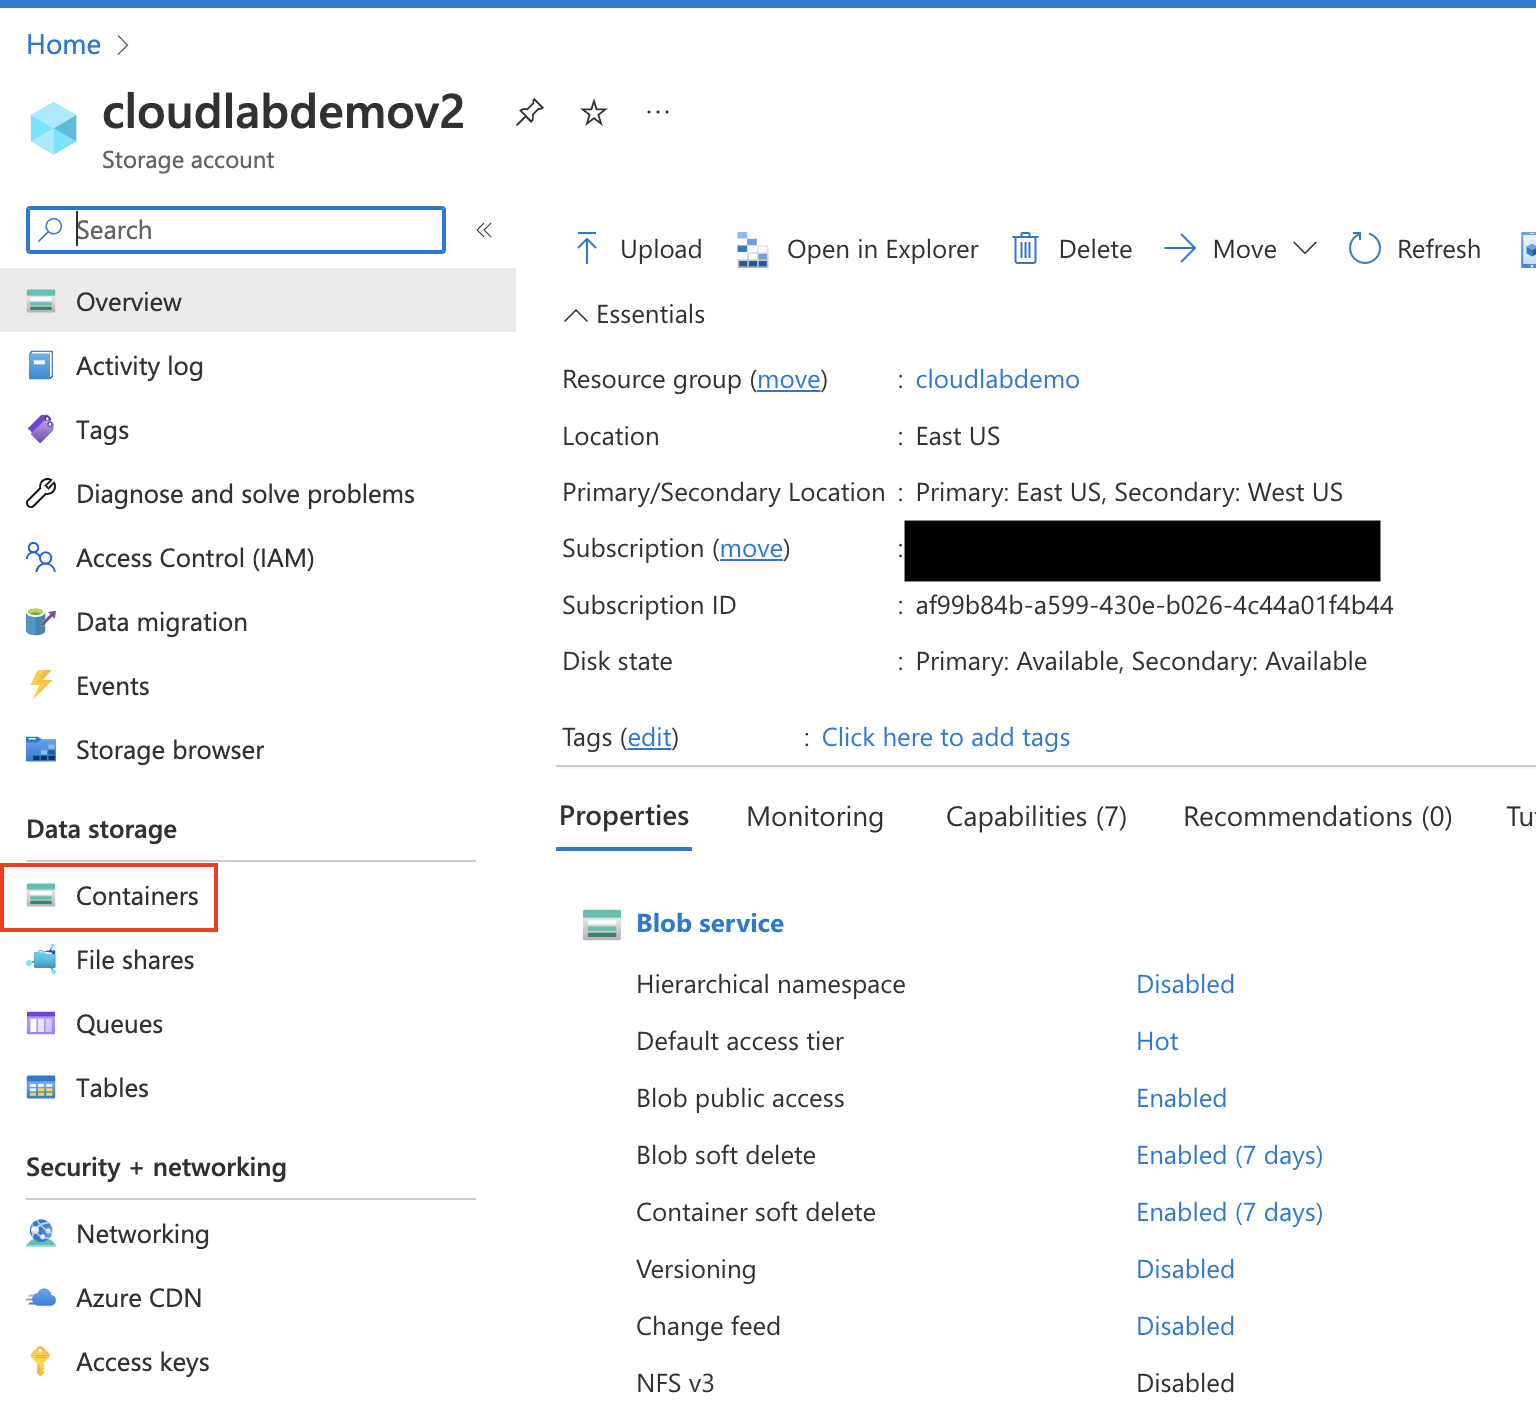 Home
cloudlabdemov2
Storage account
Search
Overview
Activity log
Tags
Diagnose and solve problems
Access Control (IAM)
Data migration
Events
Storage browser
Data storage
Containers
File shares
Queues
Tables
Security + networking
Networking
Azure CDN
Access keys
Upload Open in Explorer Delete Move Refresh
Essentials
Resource group (move) : cloudlabdemo
Location : East US
Primary/Secondary Location : Primary: East US, Secondary: West US
Subscription (move) :
Subscription ID : af99b84b-a599-430e-b026-4c44a01f4b44
Disk state : Primary: Available, Secondary: Available
Tags (edit) : Click here to add tags
Properties Monitoring Capabilities (7) Recommendations (0)
Blob service
Hierarchical namespace Disabled
Default access tier Hot
Blob public access Enabled
Blob soft delete Enabled (7 days)
Container soft delete Enabled (7 days)
Versioning Disabled
Change feed Disabled
NFS v3 Disabled